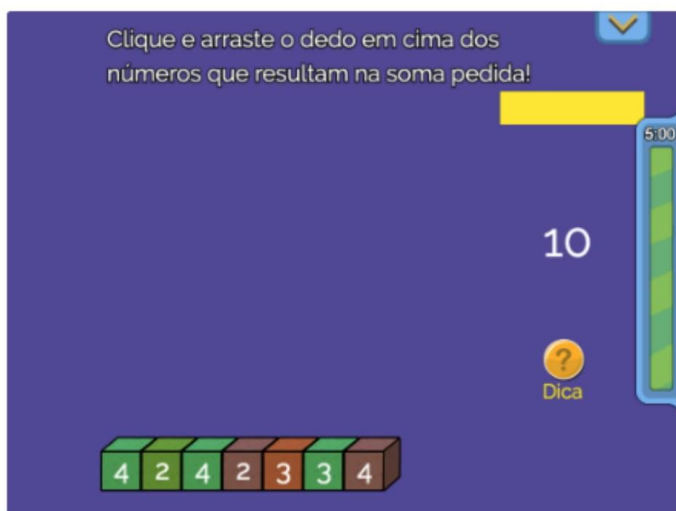 Clique e arraste o dedo em cima dos
números que resultam na soma pedida!
5:00
10
?
Dica
4 2 4 2 3 3 4